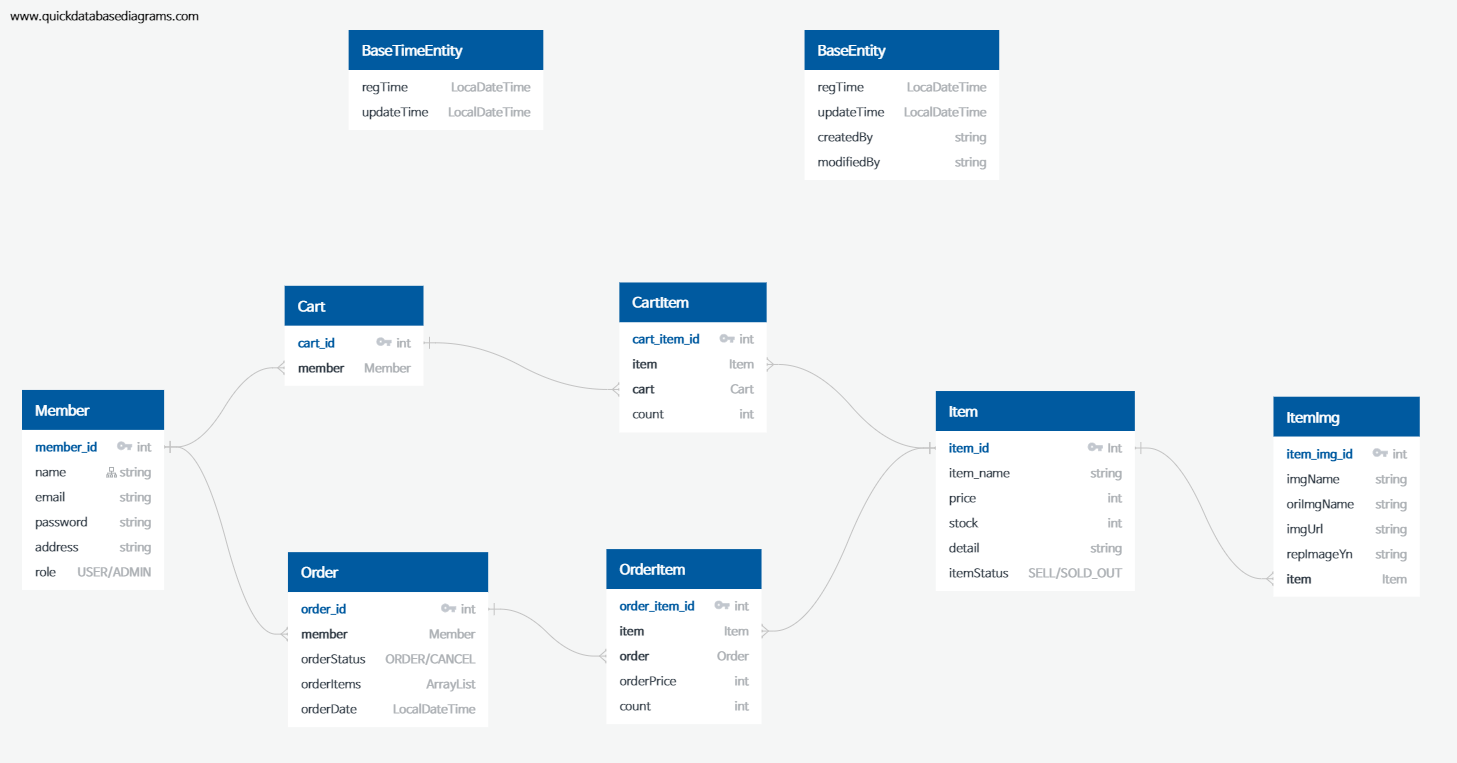 www.quickdatabasediagrams.com
BaseTimeEntity
regTime LocaDateTime
updateTime LocalDateTime
BaseEntity
regTime LocaDateTime
updateTime LocalDateTime
createdBy string
modifiedBy string
Cart
cart_id int
member Member
CartItem
cart_item_id int
item Item
cart Cart
count int
Member
member_id int
name string
email string
password string
address string
role USER/ADMIN
Item
item_id Int
item_name string
price int
stock int
detail string
itemStatus SELL/SOLD_OUT
ItemImg
item_img_id int
imgName string
oriImgName string
imgUrl string
repImageYn string
item Item
Order
order_id int
member Member
orderStatus ORDER/CANCEL
orderItems ArrayList
orderDate LocalDateTime
OrderItem
order_item_id int
item Item
order Order
orderPrice int
count int